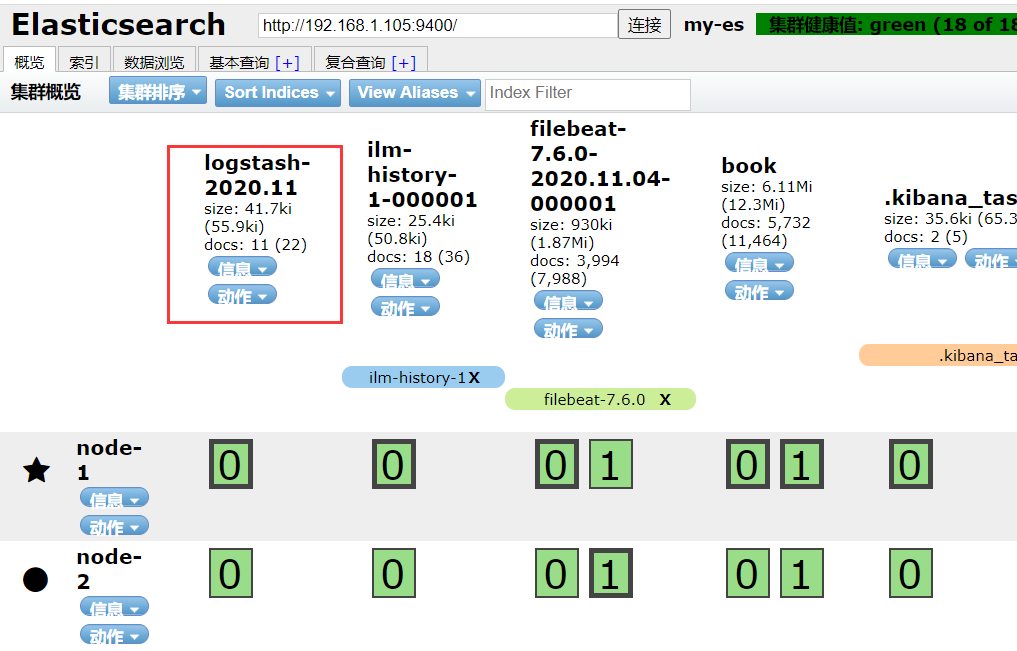 Elasticsearch
http://192.168.1.105:9400/
连接
my-es
集群健康值: green (18 of 18
概览
索引
数据浏览
基本查询 [+]
复合查询 [+]
集群概览
集群排序
Sort Indices
View Aliases
Index Filter
logstash-
2020.11
size: 41.7ki
(55.9ki)
docs: 11 (22)
信息
动作
ilm-
history-
1-000001
size: 25.4ki
(50.8ki)
docs: 18 (36)
信息
动作
filebeat-
7.6.0-
2020.11.04-
000001
size: 930ki
(1.87Mi)
docs: 3,994
(7,988)
信息
动作
book
size: 6.11Mi
(12.3Mi)
docs: 5,732
(11,464)
信息
动作
.kibana_tas
size: 35.6ki (65.3
docs: 2 (5)
信息
动作
.kibana_ta
ilm-history-1 X
filebeat-7.6.0 X
node-
1
信息
动作
0
0
0 1
0 1
0
node-
2
信息
动作
0
0
0 1
0 1
0